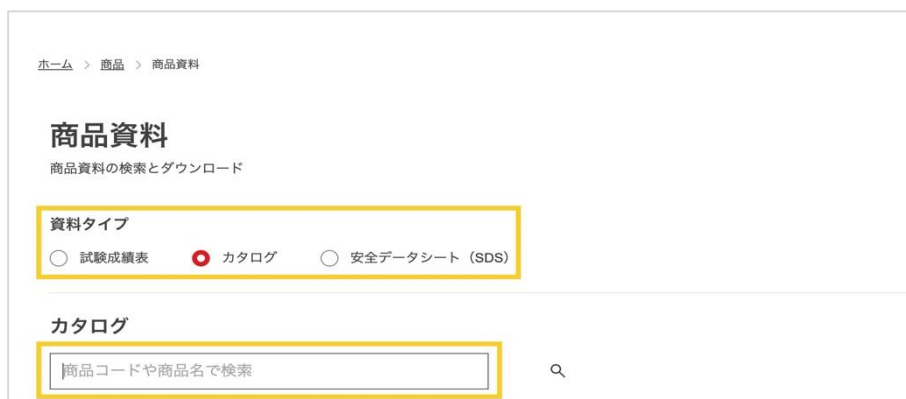 ホーム > 商品 > 商品資料
商品資料
商品資料の検索とダウンロード
資料タイプ
試験成績表 カタログ 安全データシート（SDS）
カタログ
商品コードや商品名で検索